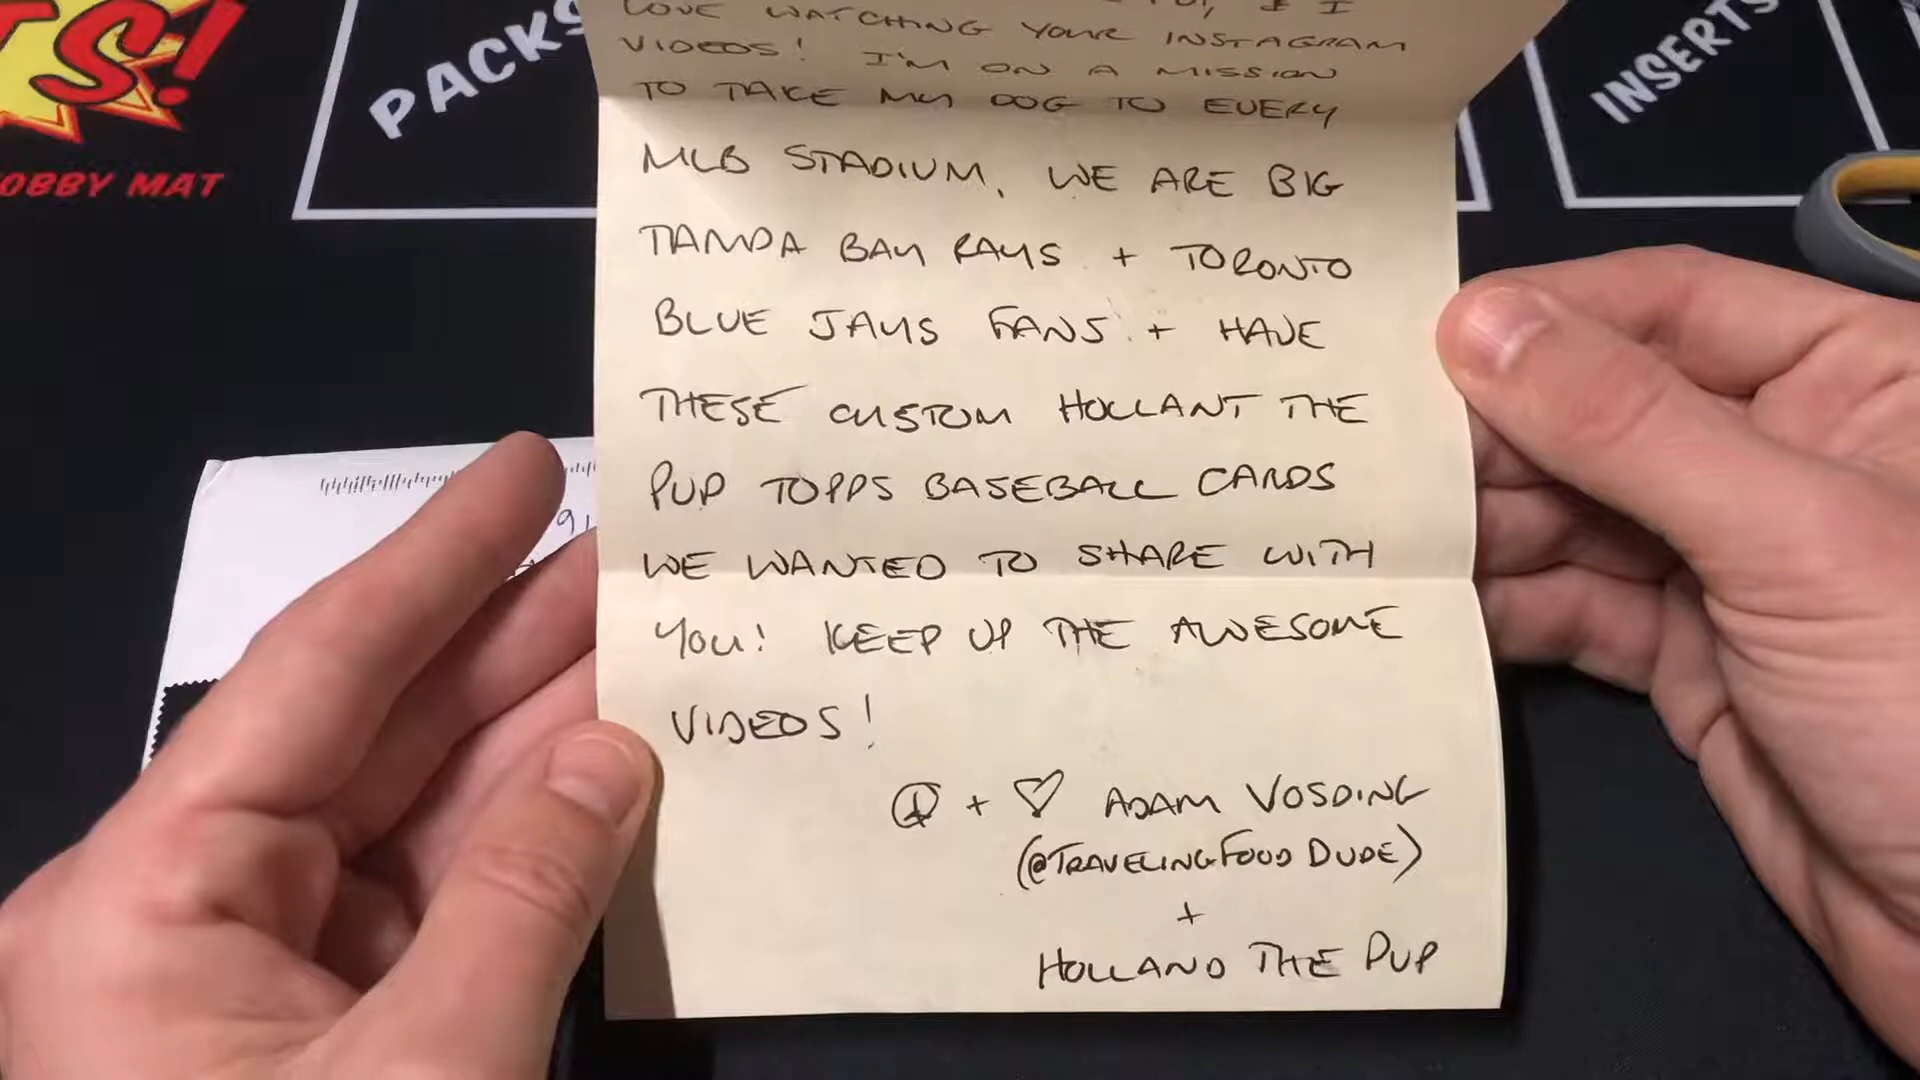 TS!
HOBBY MAT
PACKS
INSERTS
& I
LOVE WATCHING YOUR INSTAGRAM
VIDEOS! I'M ON A MISSION
TO TAKE MY DOG TO EVERY
MLB STADIUM. WE ARE BIG
TAMPA BAY RAYS + TORONTO
BLUE JAYS FANS + HAVE
THESE CUSTOM HOLLANT THE
PUP TOPPS BASEBALL CARDS
WE WANTED TO SHARE WITH
YOU! KEEP UP THE AWESOME
VIDEOS!
☮ + ♡ ADAM VOSDING
(@TRAVELINGFOODDUDE)
+
HOLLAND THE PUP
91